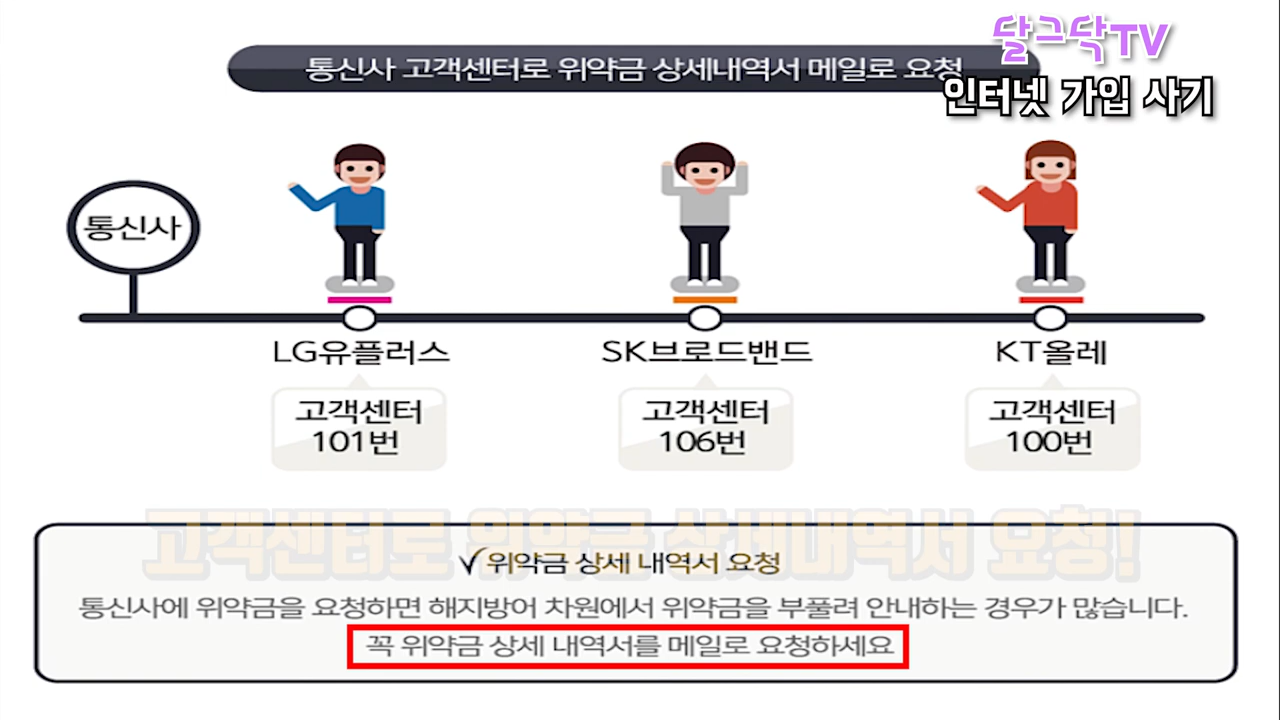 달그닥TV
인터넷 가입 사기
통신사 고객센터로 위약금 상세내역서 메일로 요청
통신사
LG유플러스
SK브로드밴드
KT올레
고객센터
101번
고객센터
106번
고객센터
100번
고객센터로 위약금 상세내역서 요청!
√위약금 상세 내역서 요청
통신사에 위약금을 요청하면 해지방어 차원에서 위약금을 부풀려 안내하는 경우가 많습니다.
꼭 위약금 상세 내역서를 메일로 요청하세요